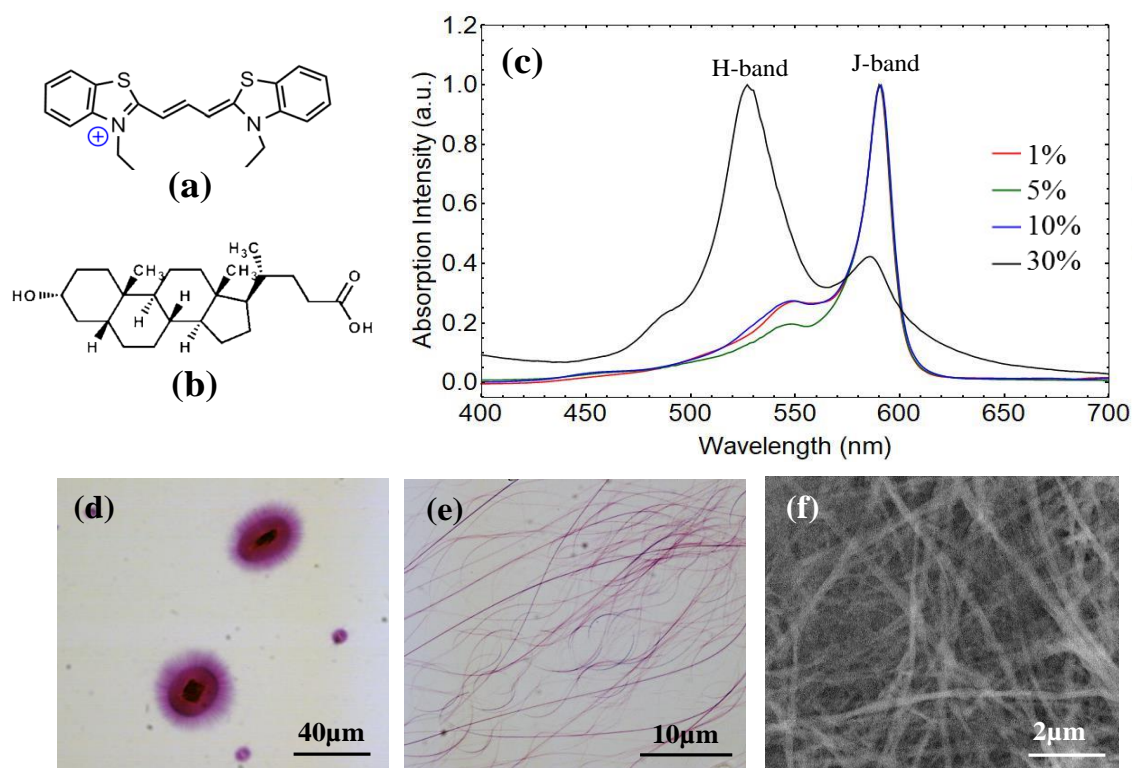 S
S
N
N
(a)
H₃C
CH₃
CH₃
HO
H
H
H
H
O
OH
(b)
(c)
H-band
J-band
1.2
1.0
0.8
0.6
0.4
0.2
0.0
Absorption Intensity (a.u.)
1%
5%
10%
30%
400 450 500 550 600 650 700
Wavelength (nm)
(d)
40μm
(e)
10μm
(f)
2μm